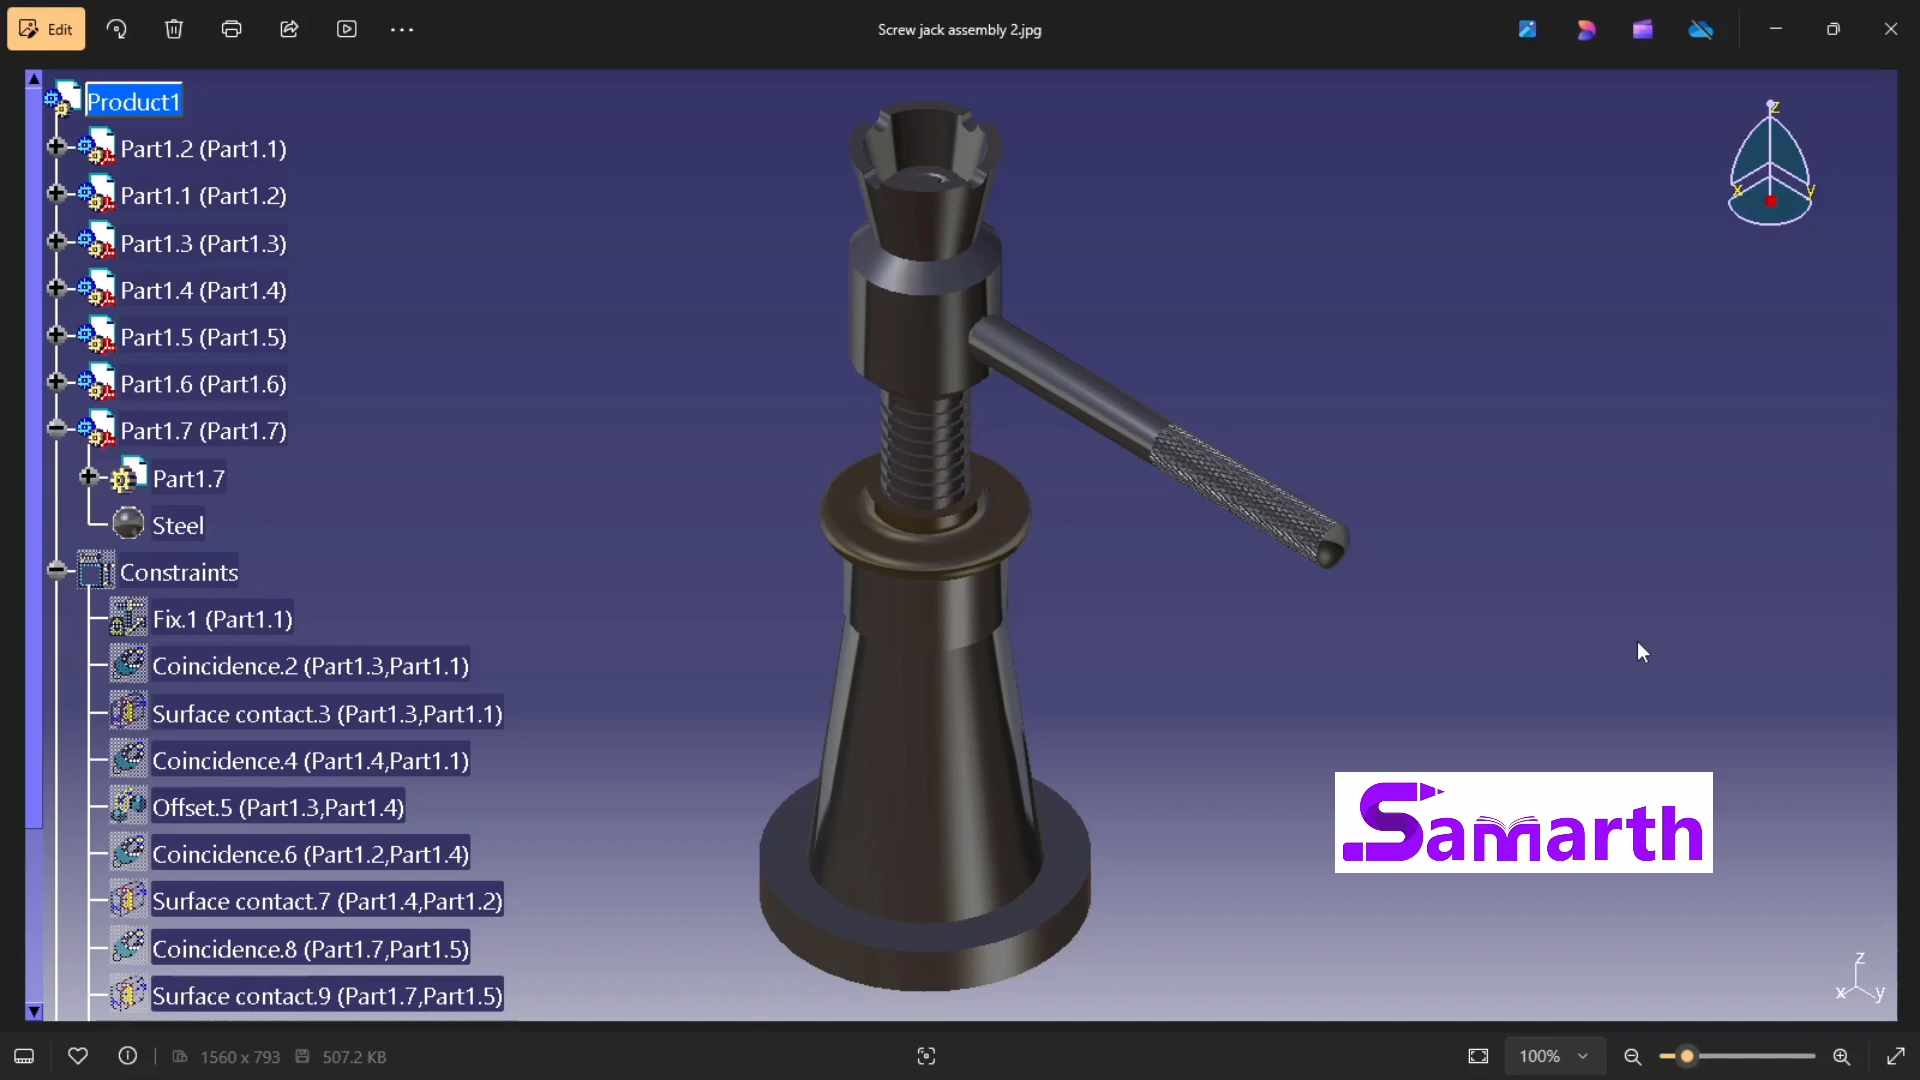 Edit
Screw jack assembly 2.jpg
Product1
Part1.2 (Part1.1)
Part1.1 (Part1.2)
Part1.3 (Part1.3)
Part1.4 (Part1.4)
Part1.5 (Part1.5)
Part1.6 (Part1.6)
Part1.7 (Part1.7)
Part1.7
Steel
Constraints
Fix.1 (Part1.1)
Coincidence.2 (Part1.3,Part1.1)
Surface contact.3 (Part1.3,Part1.1)
Coincidence.4 (Part1.4,Part1.1)
Offset.5 (Part1.3,Part1.4)
Coincidence.6 (Part1.2,Part1.4)
Surface contact.7 (Part1.4,Part1.2)
Coincidence.8 (Part1.7,Part1.5)
Surface contact.9 (Part1.7,Part1.5)
z
x y
Samarth
z
x y
1560 x 793 507.2 KB
100%